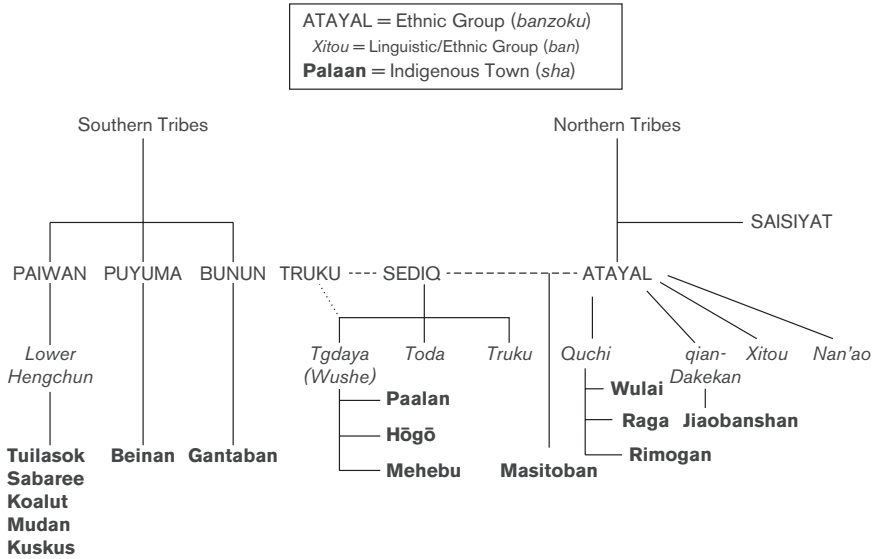 ATAYAL = Ethnic Group (banzoku)
Xitou = Linguistic/Ethnic Group (ban)
Palaan = Indigenous Town (sha)
Southern Tribes
Northern Tribes
SAISIYAT
PAIWAN PUYUMA BUNUN TRUKU SEDIQ ATAYAL
Lower
Hengchun
Tgdaya
(Wushe)
Toda
Truku
Quchi
qian-
Dakekan
Xitou
Nan'ao
Paalan
Hōgō
Mehebu
Wulai
Raga
Rimogan
Jiaobanshan
Masitoban
Tuilasok
Sabaree
Koalut
Mudan
Kuskus
Beinan
Gantaban